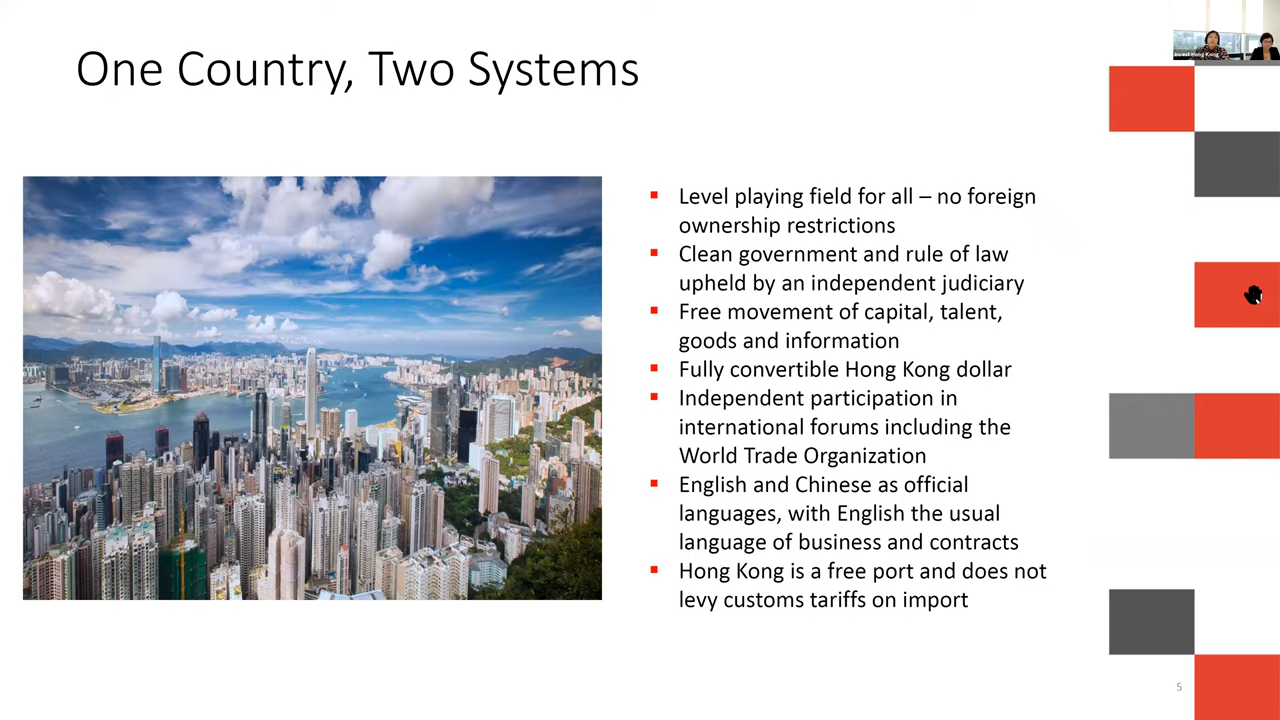 One Country, Two Systems
Invest Hong Kong
Level playing field for all – no foreign
ownership restrictions
Clean government and rule of law
upheld by an independent judiciary
Free movement of capital, talent,
goods and information
Fully convertible Hong Kong dollar
Independent participation in
international forums including the
World Trade Organization
English and Chinese as official
languages, with English the usual
language of business and contracts
Hong Kong is a free port and does not
levy customs tariffs on import
5